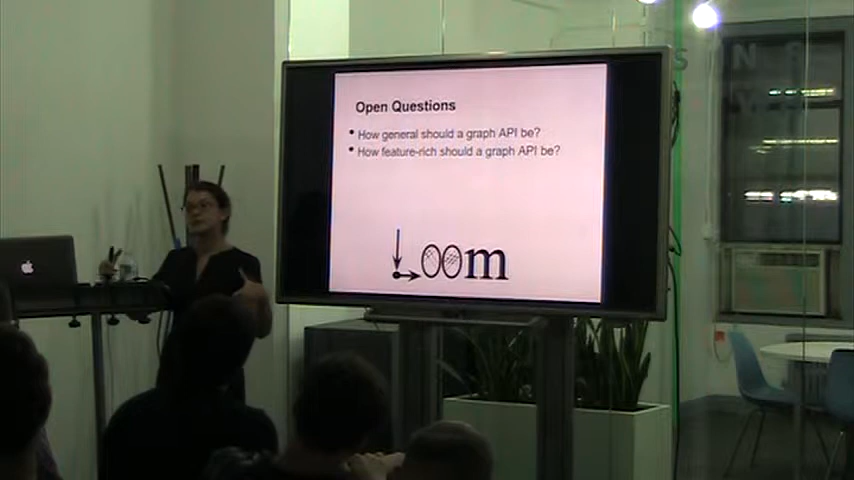 Open Questions
• How general should a graph API be?
• How feature-rich should a graph API be?
loom